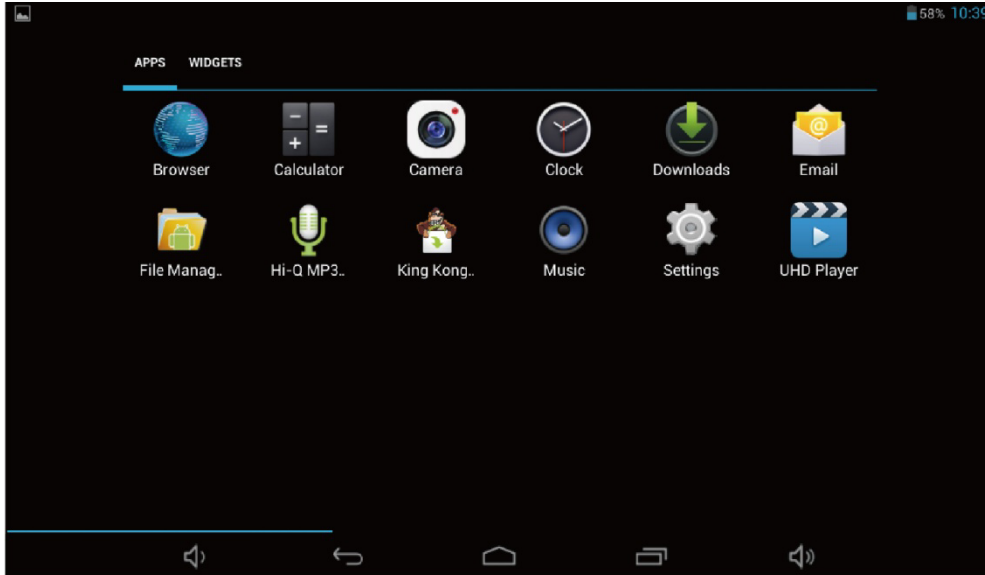 58% 10:39
APPS WIDGETS
Browser Calculator Camera Clock Downloads Email
File Manag.. Hi-Q MP3.. King Kong.. Music Settings UHD Player